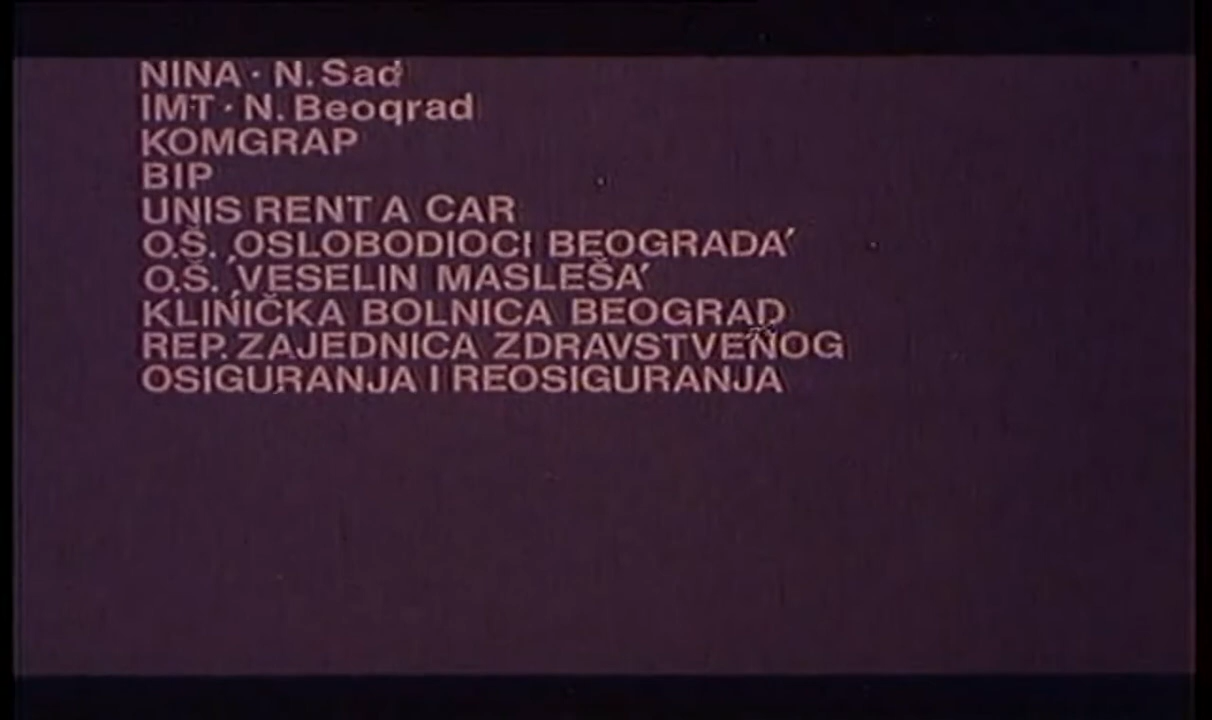 NINA · N. Sad
IMT · N. Beograd
KOMGRAP
BIP
UNIS RENT A CAR
O.Š. ‚OSLOBODIOCI BEOGRADA′
O.Š. ‚VESELIN MASLEŠA′
KLINIČKA BOLNICA BEOGRAD
REP. ZAJEDNICA ZDRAVSTVENOG
OSIGURANJA I REOSIGURANJA